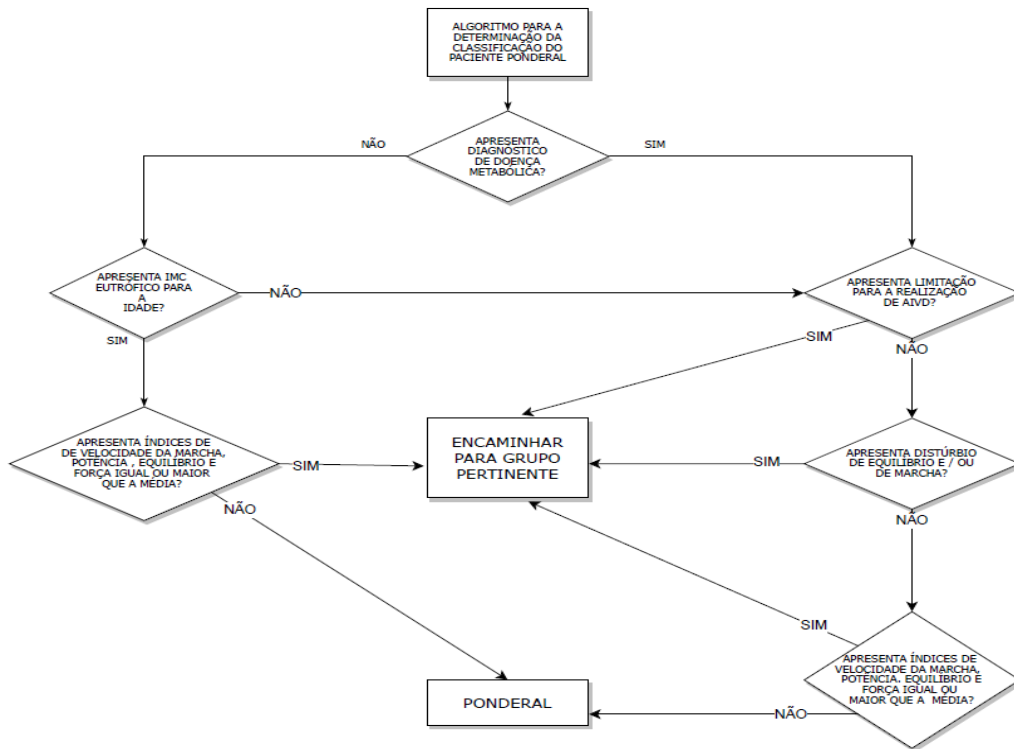 ALGORITMO PARA A
DETERMINAÇÃO DA
CLASSIFICAÇÃO DO
PACIENTE PONDERAL
APRESENTA
DIAGNÓSTICO
DE DOENÇA
METABÓLICA?
NÃO
SIM
APRESENTA IMC
EUTRÓFICO PARA
A
IDADE?
NÃO
APRESENTA LIMITAÇÃO
PARA A REALIZAÇÃO
DE AIVD?
SIM
SIM
NÃO
APRESENTA ÍNDICES DE
DE VELOCIDADE DA MARCHA,
POTÊNCIA , EQUILÍBRIO E
FORÇA IGUAL OU MAIOR
QUE A MÉDIA?
SIM
ENCAMINHAR
PARA GRUPO
PERTINENTE
SIM
APRESENTA DISTÚRBIO
DE EQUILÍBRIO E / OU
DE MARCHA?
NÃO
NÃO
SIM
APRESENTA ÍNDICES DE
VELOCIDADE DA MARCHA,
POTÊNCIA. EQUILÍBRIO E
FORÇA IGUAL OU
MAIOR QUE A MÉDIA?
PONDERAL
NÃO